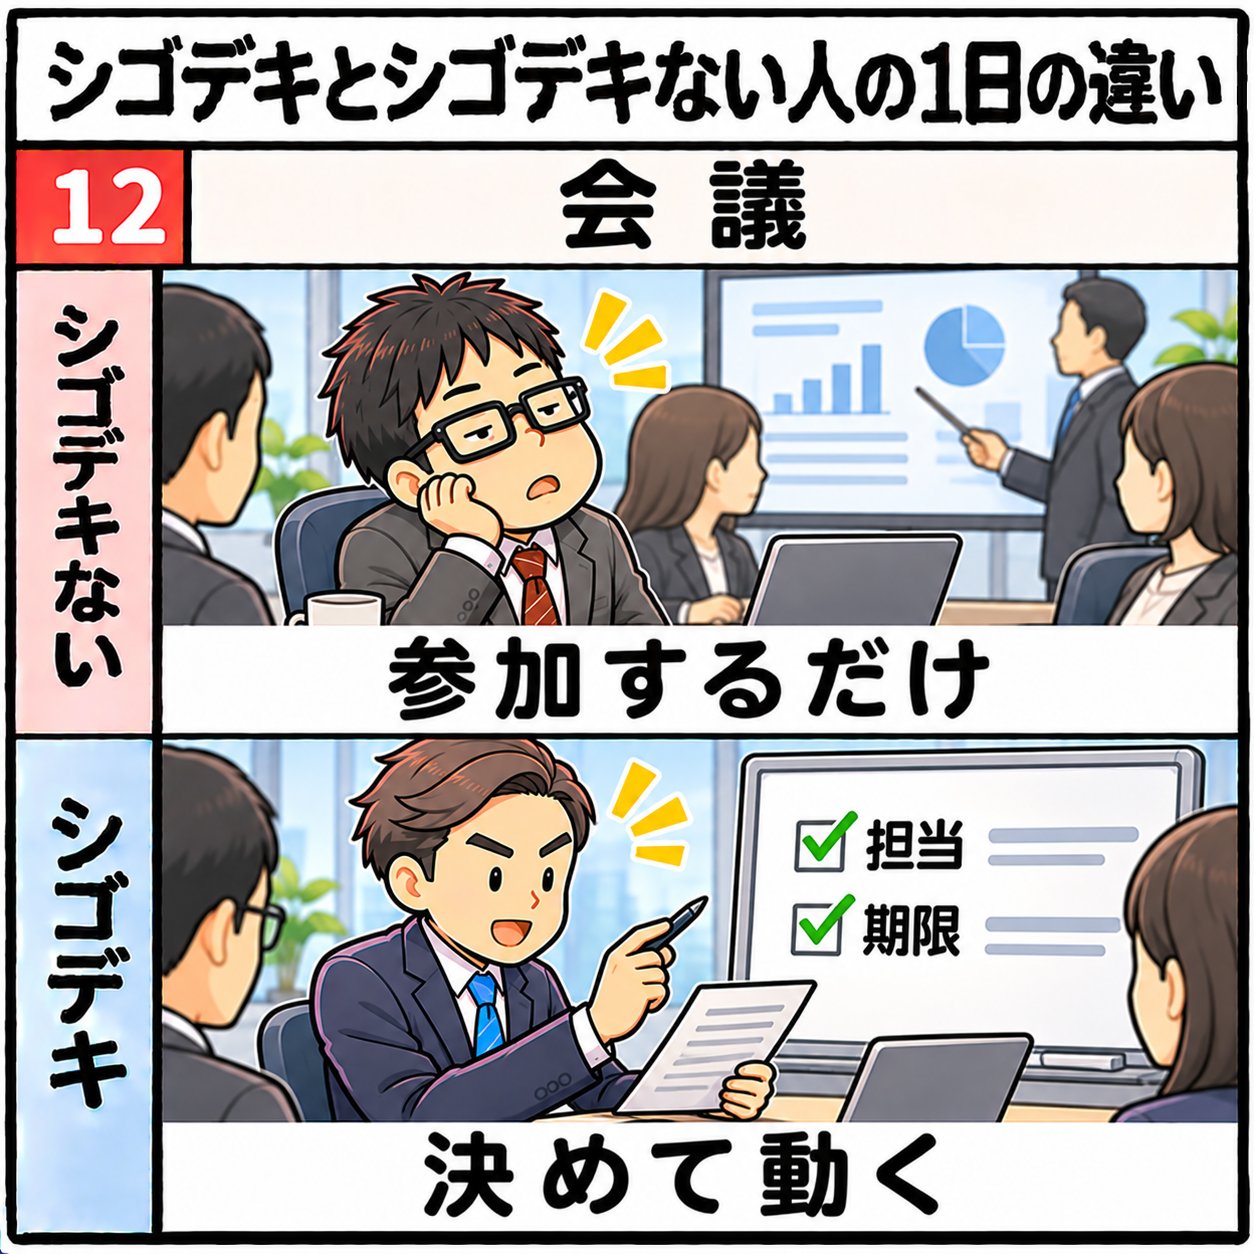 シゴデキとシゴデキない人の1日の違い
12
会議
シゴデキない
参加するだけ
シゴデキ
担当
期限
決めて動く